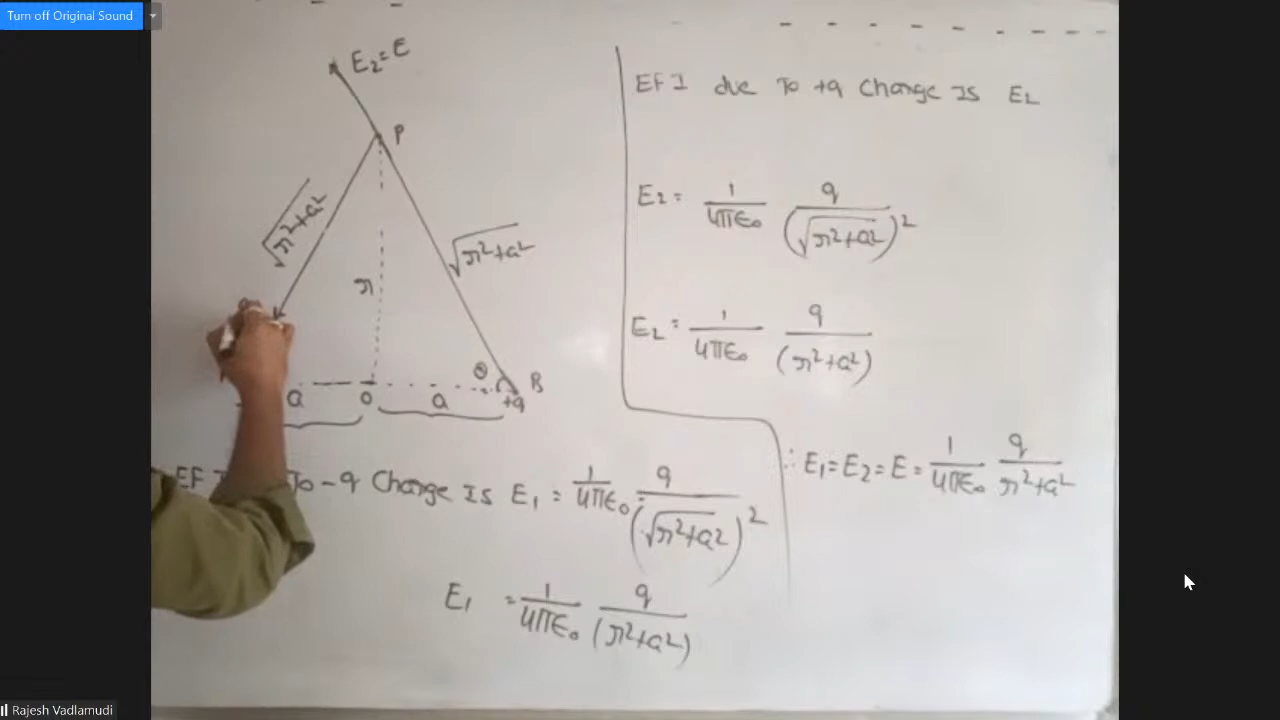 Turn off Original Sound
E₂ = E
P
√r²+a²
√r²+a²
r
θ
B
a
O
a
+q
EFI due To +q Charge Is E₂
E₂ = 1/4πε₀ q/(√r²+a²)²
E₂ = 1/4πε₀ q/(r²+a²)
∴ E₁ = E₂ = E = 1/4πε₀ q/r²+a²
EF To -q Charge Is E₁ = 1/4πε₀ q/(√r²+a²)²
E₁ = 1/4πε₀ q/(r²+a²)
Rajesh Vadlamudi